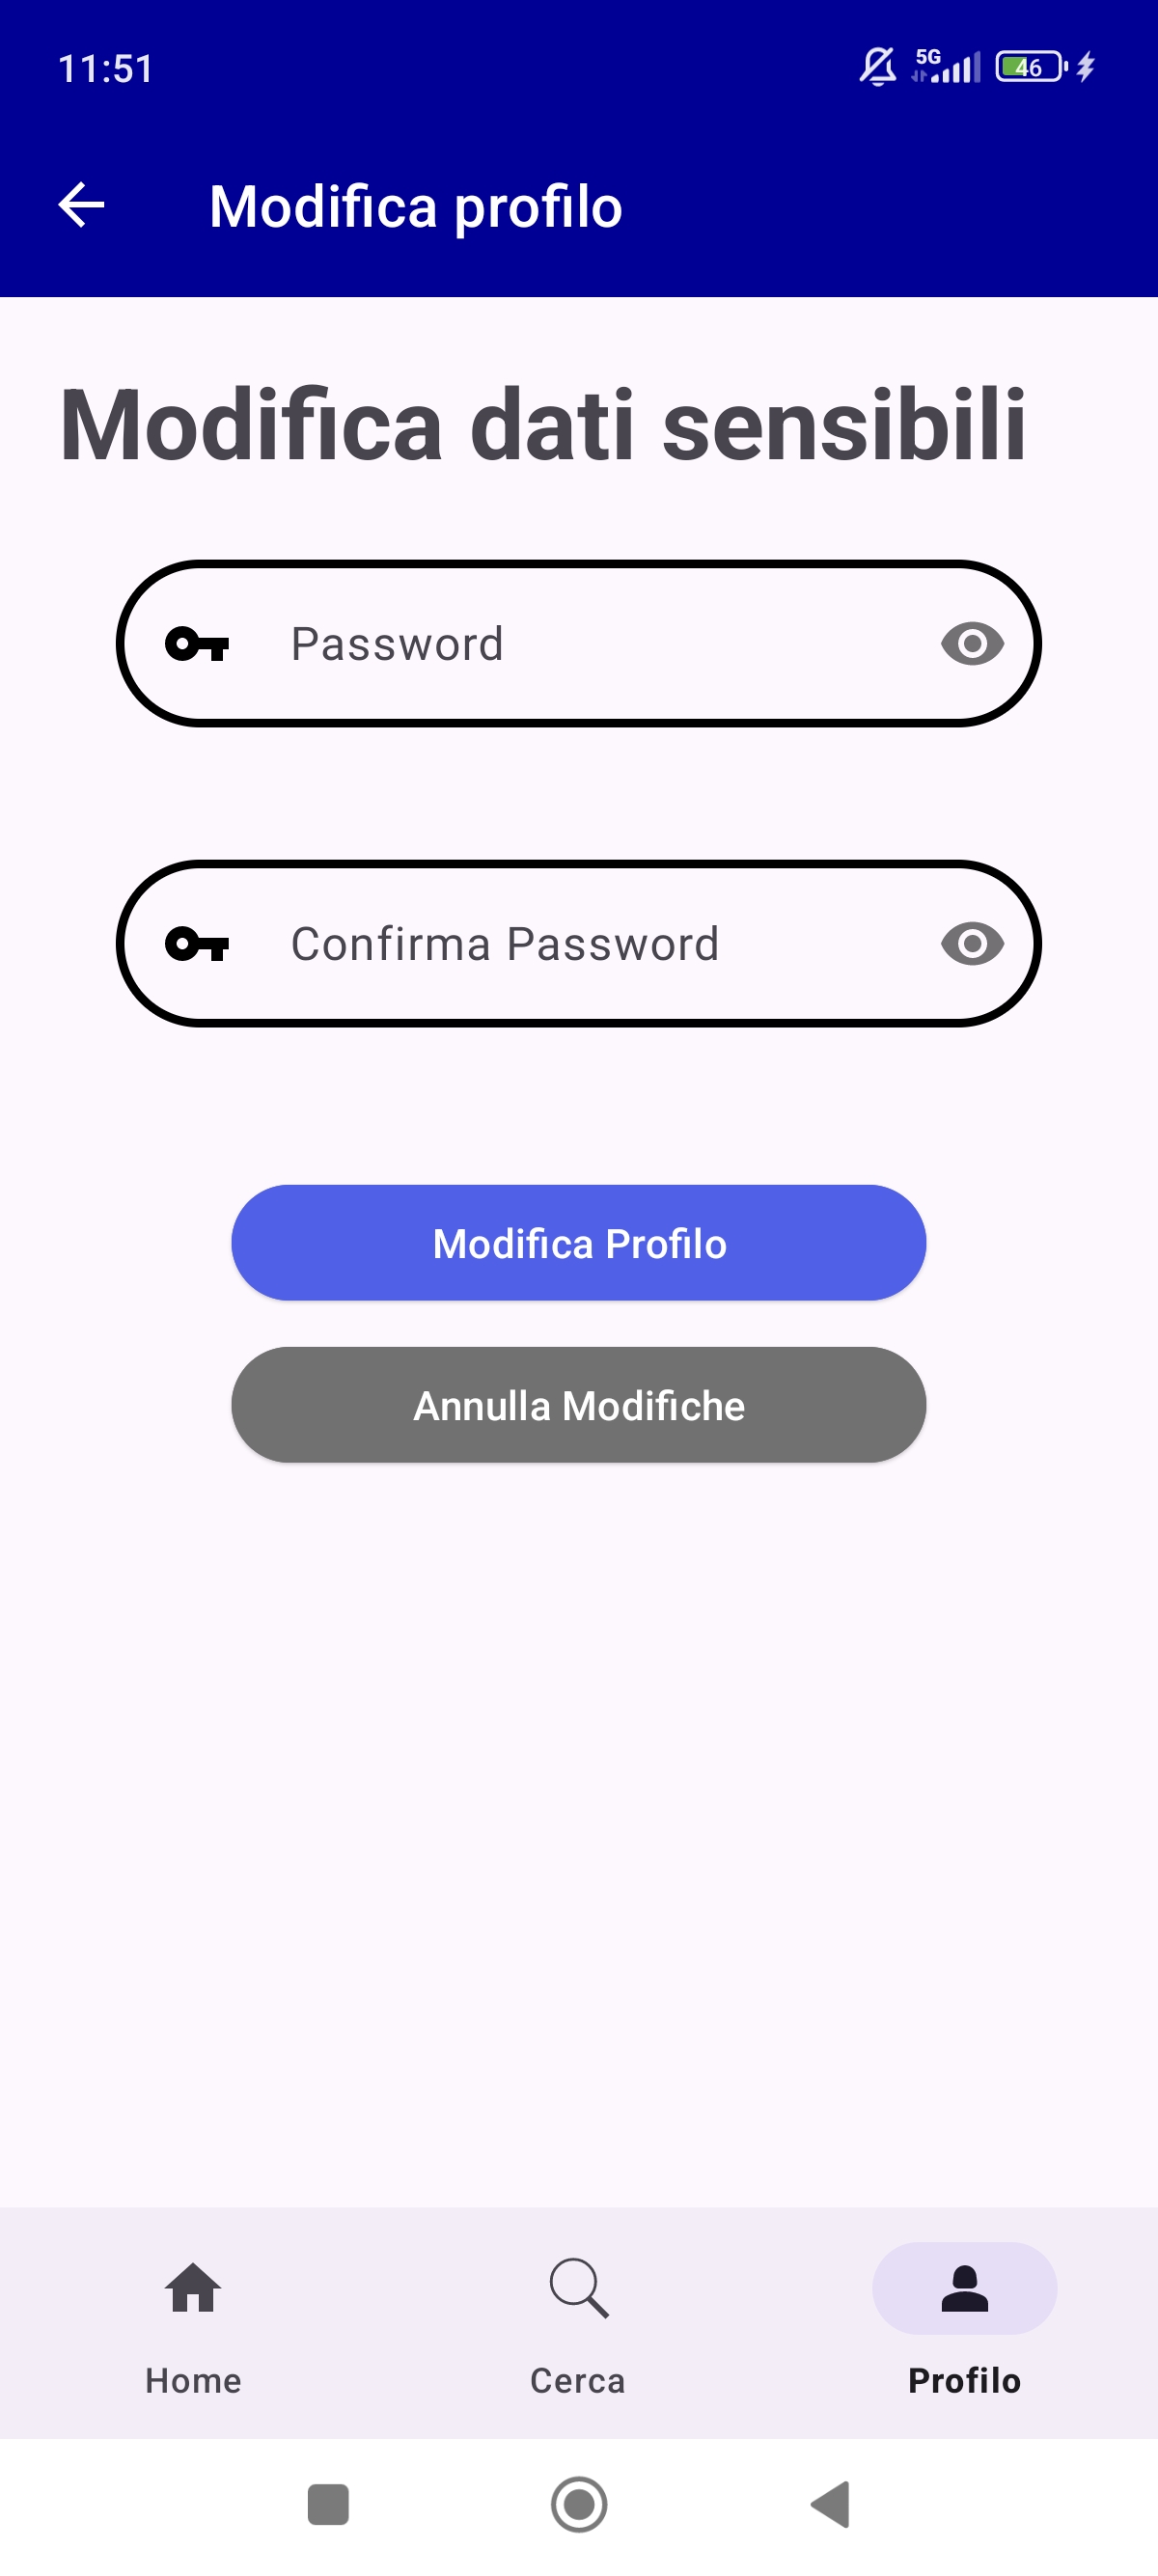 11:51
5G
46
Modifica profilo
Modifica dati sensibili
Password
Confirma Password
Modifica Profilo
Annulla Modifiche
Home
Cerca
Profilo